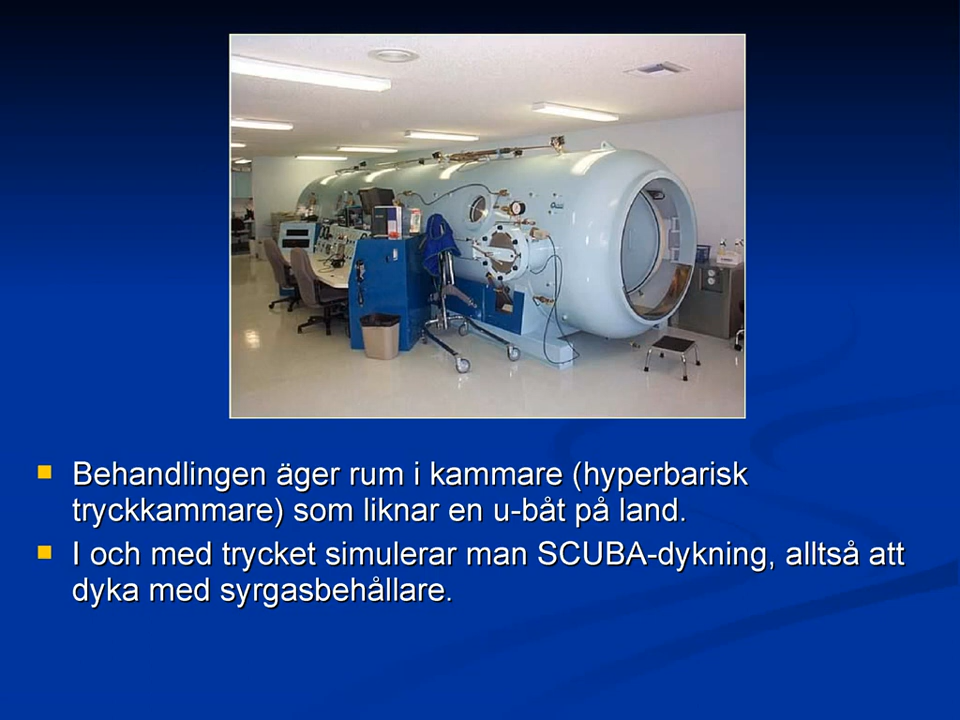 Behandlingen äger rum i kammare (hyperbarisk
tryckkammare) som liknar en u-båt på land.
I och med trycket simulerar man SCUBA-dykning, alltså att
dyka med syrgasbehållare.